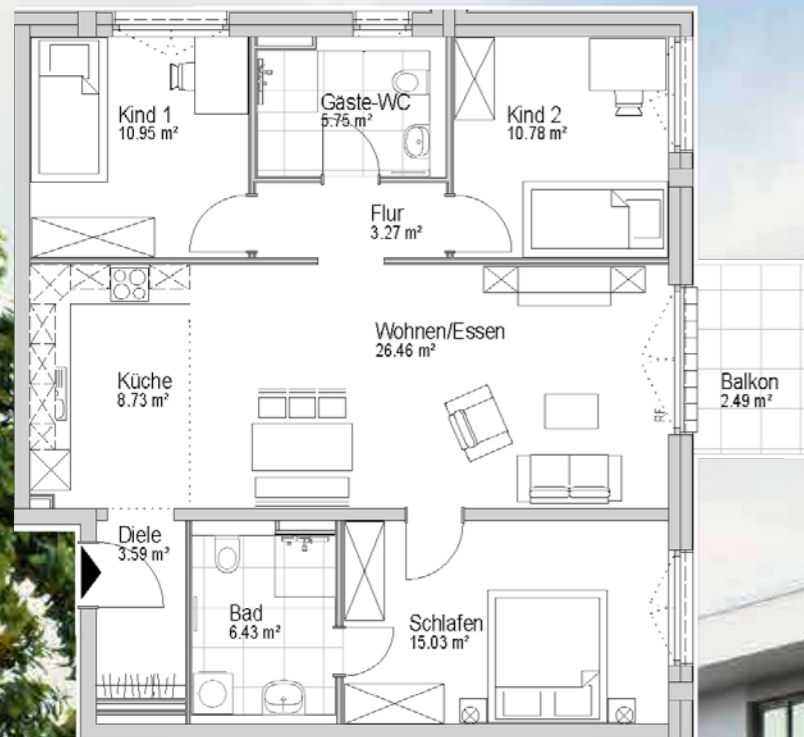 Kind 1
10.95 m²
Gäste-WC
5.75 m²
Kind 2
10.78 m²
Flur
3.27 m²
Wohnen/Essen
26.46 m²
Küche
8.73 m²
RF
Balkon
2.49 m²
Diele
3.59 m²
Bad
6.43 m²
Schlafen
15.03 m²